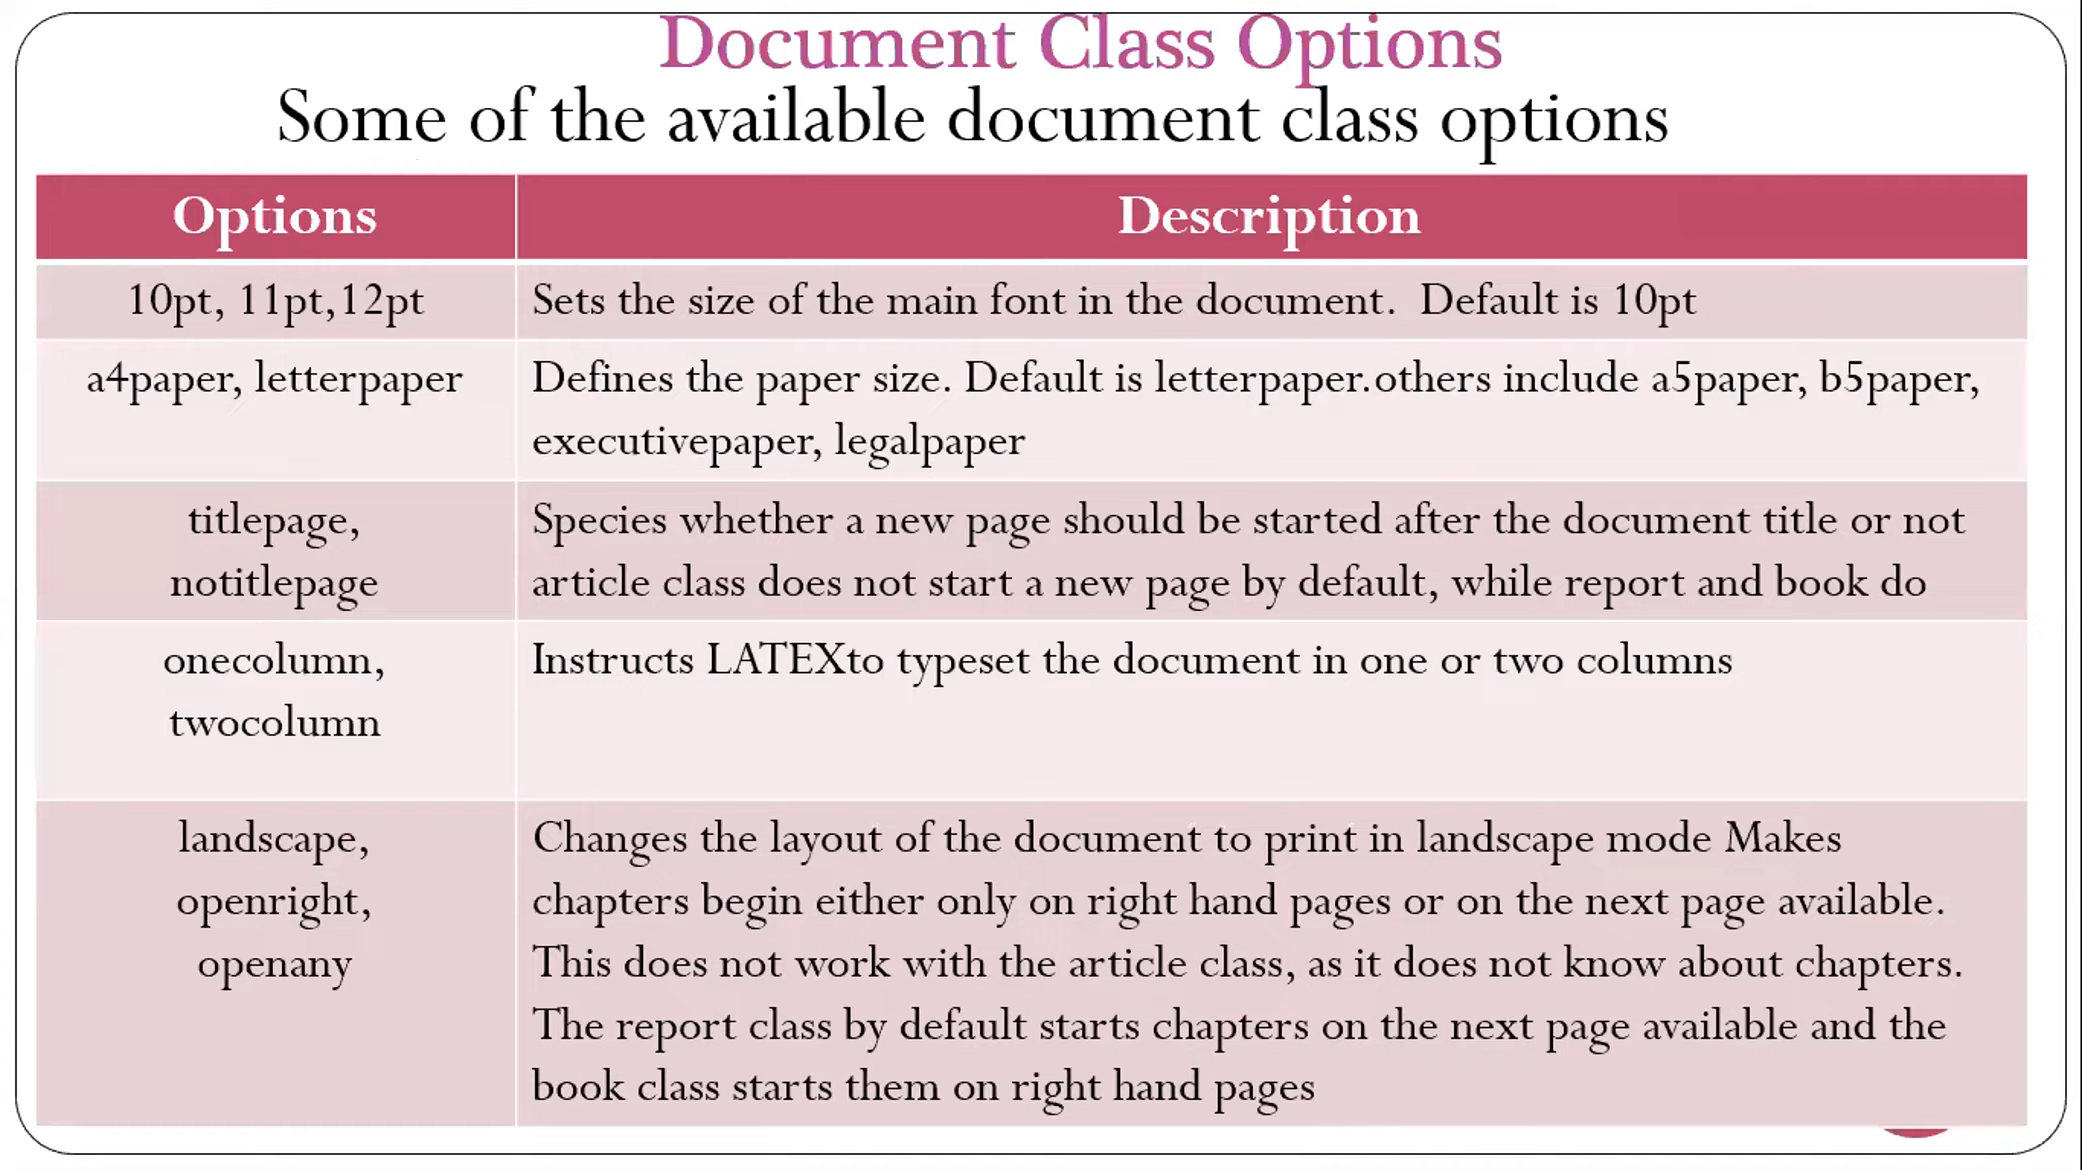 Document Class Options
Some of the available document class options
Options
Description
10pt, 11pt,12pt
Sets the size of the main font in the document.  Default is 10pt
a4paper, letterpaper
Defines the paper size. Default is letterpaper.others include a5paper, b5paper,
executivepaper, legalpaper
titlepage,
notitlepage
Species whether a new page should be started after the document title or not
article class does not start a new page by default, while report and book do
onecolumn,
twocolumn
Instructs LATEXto typeset the document in one or two columns
landscape,
openright,
openany
Changes the layout of the document to print in landscape mode Makes
chapters begin either only on right hand pages or on the next page available.
This does not work with the article class, as it does not know about chapters.
The report class by default starts chapters on the next page available and the
book class starts them on right hand pages